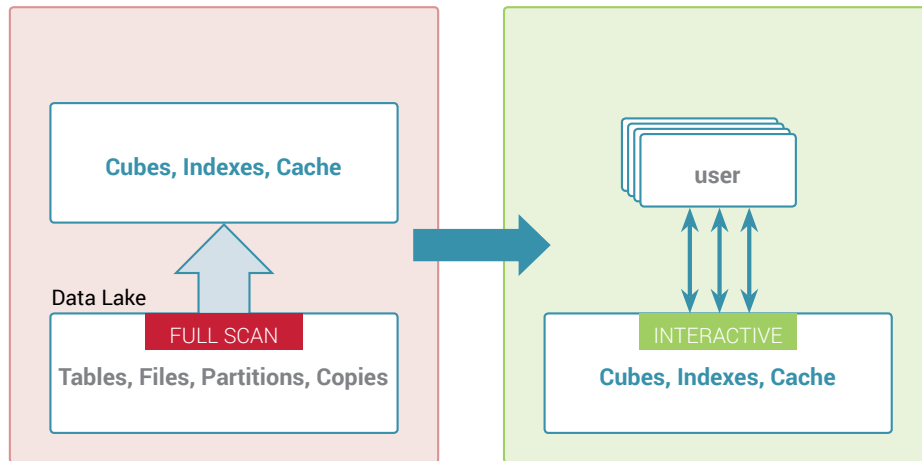 Cubes, Indexes, Cache
Data Lake
FULL SCAN
Tables, Files, Partitions, Copies
user
INTERACTIVE
Cubes, Indexes, Cache